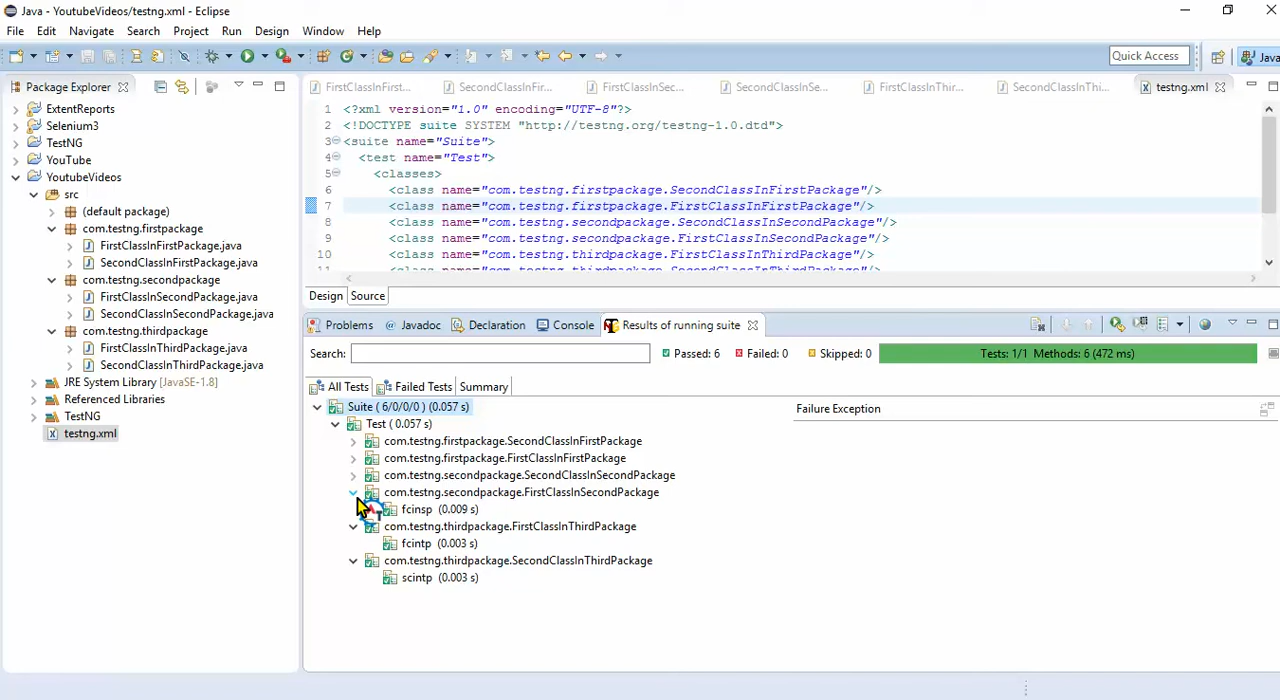 Java - YoutubeVideos/testng.xml - Eclipse
File Edit Navigate Search Project Run Design Window Help
Quick Access
Java
Package Explorer
ExtentReports
Selenium3
TestNG
YouTube
YoutubeVideos
src
(default package)
com.testng.firstpackage
FirstClassInFirstPackage.java
SecondClassInFirstPackage.java
com.testng.secondpackage
FirstClassInSecondPackage.java
SecondClassInSecondPackage.java
com.testng.thirdpackage
FirstClassInThirdPackage.java
SecondClassInThirdPackage.java
JRE System Library [JavaSE-1.8]
Referenced Libraries
TestNG
testng.xml
FirstClassInFirst... SecondClassInFir... FirstClassInSec... SecondClassInSe... FirstClassInThir... SecondClassInThi... testng.xml
1 <?xml version="1.0" encoding="UTF-8"?>
2 <!DOCTYPE suite SYSTEM "http://testng.org/testng-1.0.dtd">
3 <suite name="Suite">
4 <test name="Test">
5 <classes>
6 <class name="com.testng.firstpackage.SecondClassInFirstPackage"/>
7 <class name="com.testng.firstpackage.FirstClassInFirstPackage"/>
8 <class name="com.testng.secondpackage.SecondClassInSecondPackage"/>
9 <class name="com.testng.secondpackage.FirstClassInSecondPackage"/>
10 <class name="com.testng.thirdpackage.FirstClassInThirdPackage"/>
11 <class name="com.testng.thirdpackage.SecondClassInThirdPackage"/>
Design Source
Problems @ Javadoc Declaration Console Results of running suite
Search: Passed: 6 Failed: 0 Skipped: 0 Tests: 1/1 Methods: 6 (472 ms)
All Tests Failed Tests Summary
Suite ( 6/0/0/0 ) (0.057 s)
Test ( 0.057 s)
com.testng.firstpackage.SecondClassInFirstPackage
com.testng.firstpackage.FirstClassInFirstPackage
com.testng.secondpackage.SecondClassInSecondPackage
com.testng.secondpackage.FirstClassInSecondPackage
fcinsp (0.009 s)
com.testng.thirdpackage.FirstClassInThirdPackage
fcintp (0.003 s)
com.testng.thirdpackage.SecondClassInThirdPackage
scintp (0.003 s)
Failure Exception